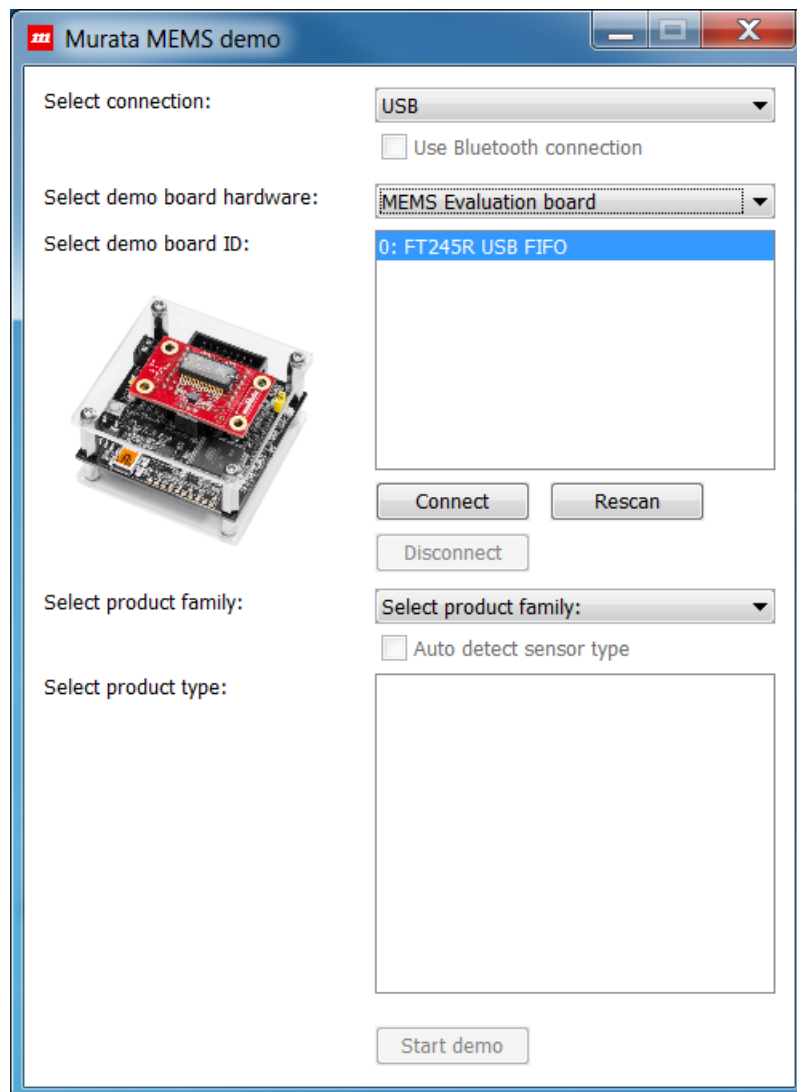 m Murata MEMS demo
Select connection: USB
Use Bluetooth connection
Select demo board hardware: MEMS Evaluation board
Select demo board ID: 0: FT245R USB FIFO
Connect Rescan
Disconnect
Select product family: Select product family:
Auto detect sensor type
Select product type:
Start demo